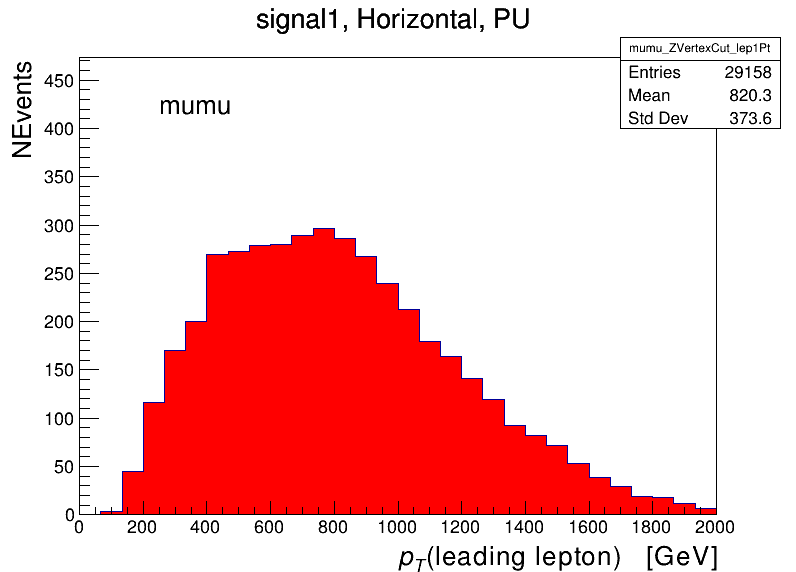 signal1, Horizontal, PU
mumu_ZVertexCut_lep1Pt
Entries 29158
Mean 820.3
Std Dev 373.6
NEvents
mumu
450
400
350
300
250
200
150
100
50
0
0 200 400 600 800 1000 1200 1400 1600 1800 2000
p_T(leading lepton) [GeV]